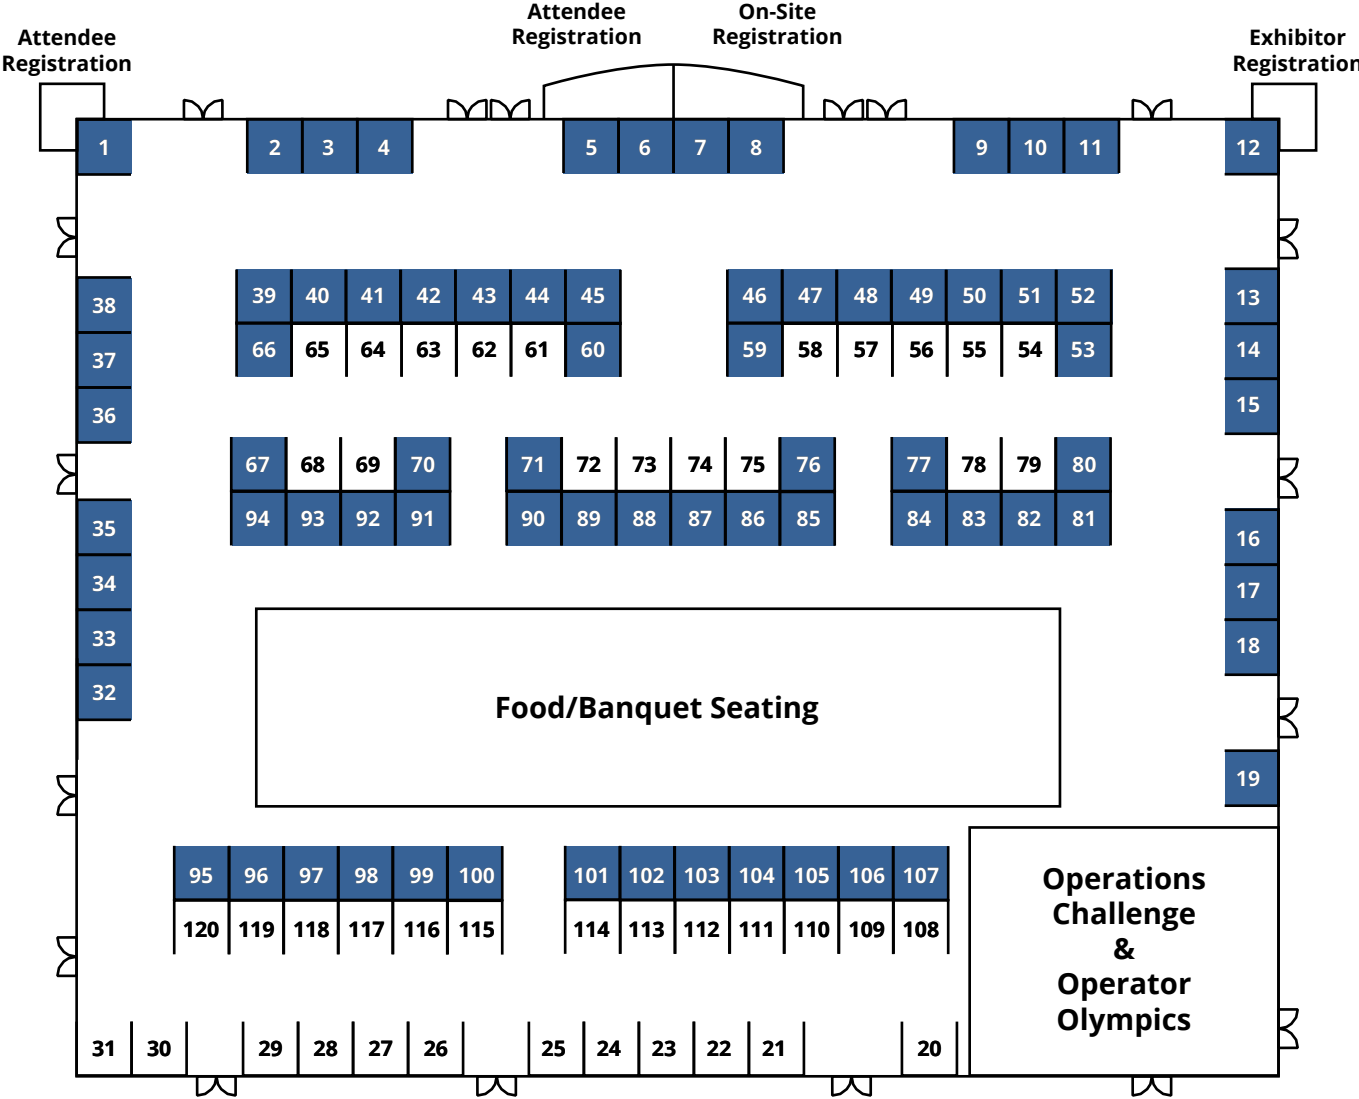 Attendee
Registration
Attendee
Registration
On-Site
Registration
Exhibitor
Registration
1 2 3 4 5 6 7 8 9 10 11 12
38 39 40 41 42 43 44 45 46 47 48 49 50 51 52 13
37 66 65 64 63 62 61 60 59 58 57 56 55 54 53 14
36 15
67 68 69 70 71 72 73 74 75 76 77 78 79 80
35 94 93 92 91 90 89 88 87 86 85 84 83 82 81 16
34 17
33 18
32
Food/Banquet Seating
19
95 96 97 98 99 100 101 102 103 104 105 106 107
120 119 118 117 116 115 114 113 112 111 110 109 108
Operations
Challenge
&
Operator
Olympics
31 30 29 28 27 26 25 24 23 22 21 20